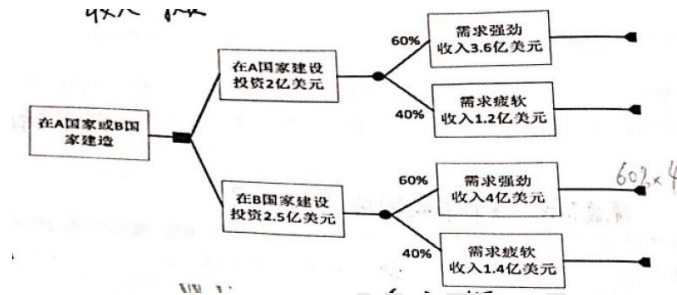 收入-
60%
需求强劲
收入3.6亿美元
在A国家建设
投资2亿美元
40%
需求疲软
收入1.2亿美元
在A国家或B国
家建造
60%
需求强劲
收入4亿美元
60%×4
在B国家建设
投资2.5亿美元
40%
需求疲软
收入1.4亿美元